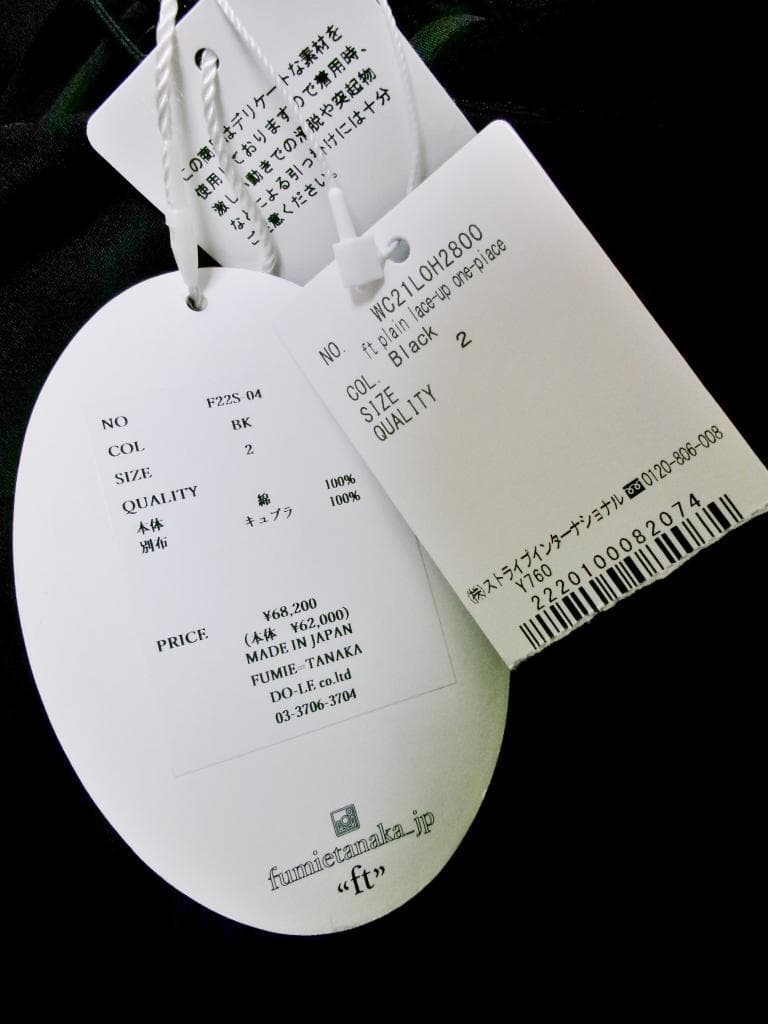 この商品はデリケートな素材を
使用しておりますので着用時、
激しい動きでの滑脱や突起物
などによる引っかけには十分
ご注意ください。
NO. WC21L0H2800
ft plain lace-up one-piace
COL. Black
SIZE 2
QUALITY
㈱ストライプインターナショナル 0120-806-008
Y760
2220100082074
NO F22S-04
COL BK
SIZE 2
QUALITY
本体 綿 100%
別布 キュプラ 100%
PRICE ¥68,200
(本体 ¥62,000)
MADE IN JAPAN
FUMIE=TANAKA
DO-LE co.ltd
03-3706-3704
fumietanaka_jp
“ft”